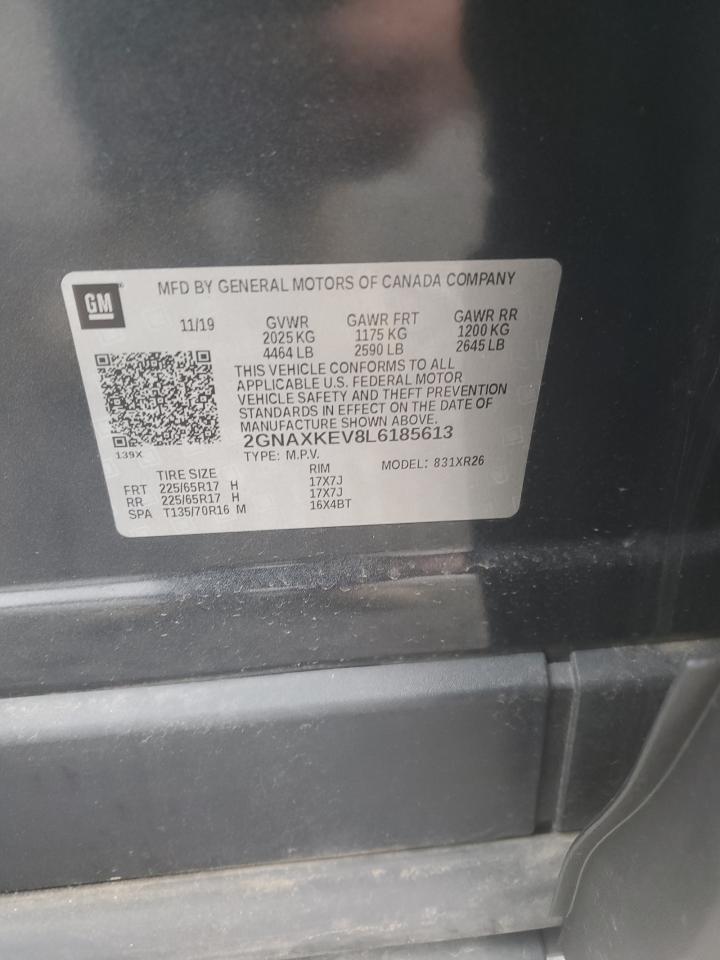 GM
MFD BY GENERAL MOTORS OF CANADA COMPANY
11/19 GVWR GAWR FRT GAWR RR
2025 KG 1175 KG 1200 KG
4464 LB 2590 LB 2645 LB
THIS VEHICLE CONFORMS TO ALL
APPLICABLE U.S. FEDERAL MOTOR
VEHICLE SAFETY AND THEFT PREVENTION
STANDARDS IN EFFECT ON THE DATE OF
MANUFACTURE SHOWN ABOVE.
2GNAXKEV8L6185613
139X
TYPE: M.P.V. MODEL: 831XR26
TIRE SIZE RIM
FRT 225/65R17 H 17X7J
RR 225/65R17 H 17X7J
SPA T135/70R16 M 16X4BT